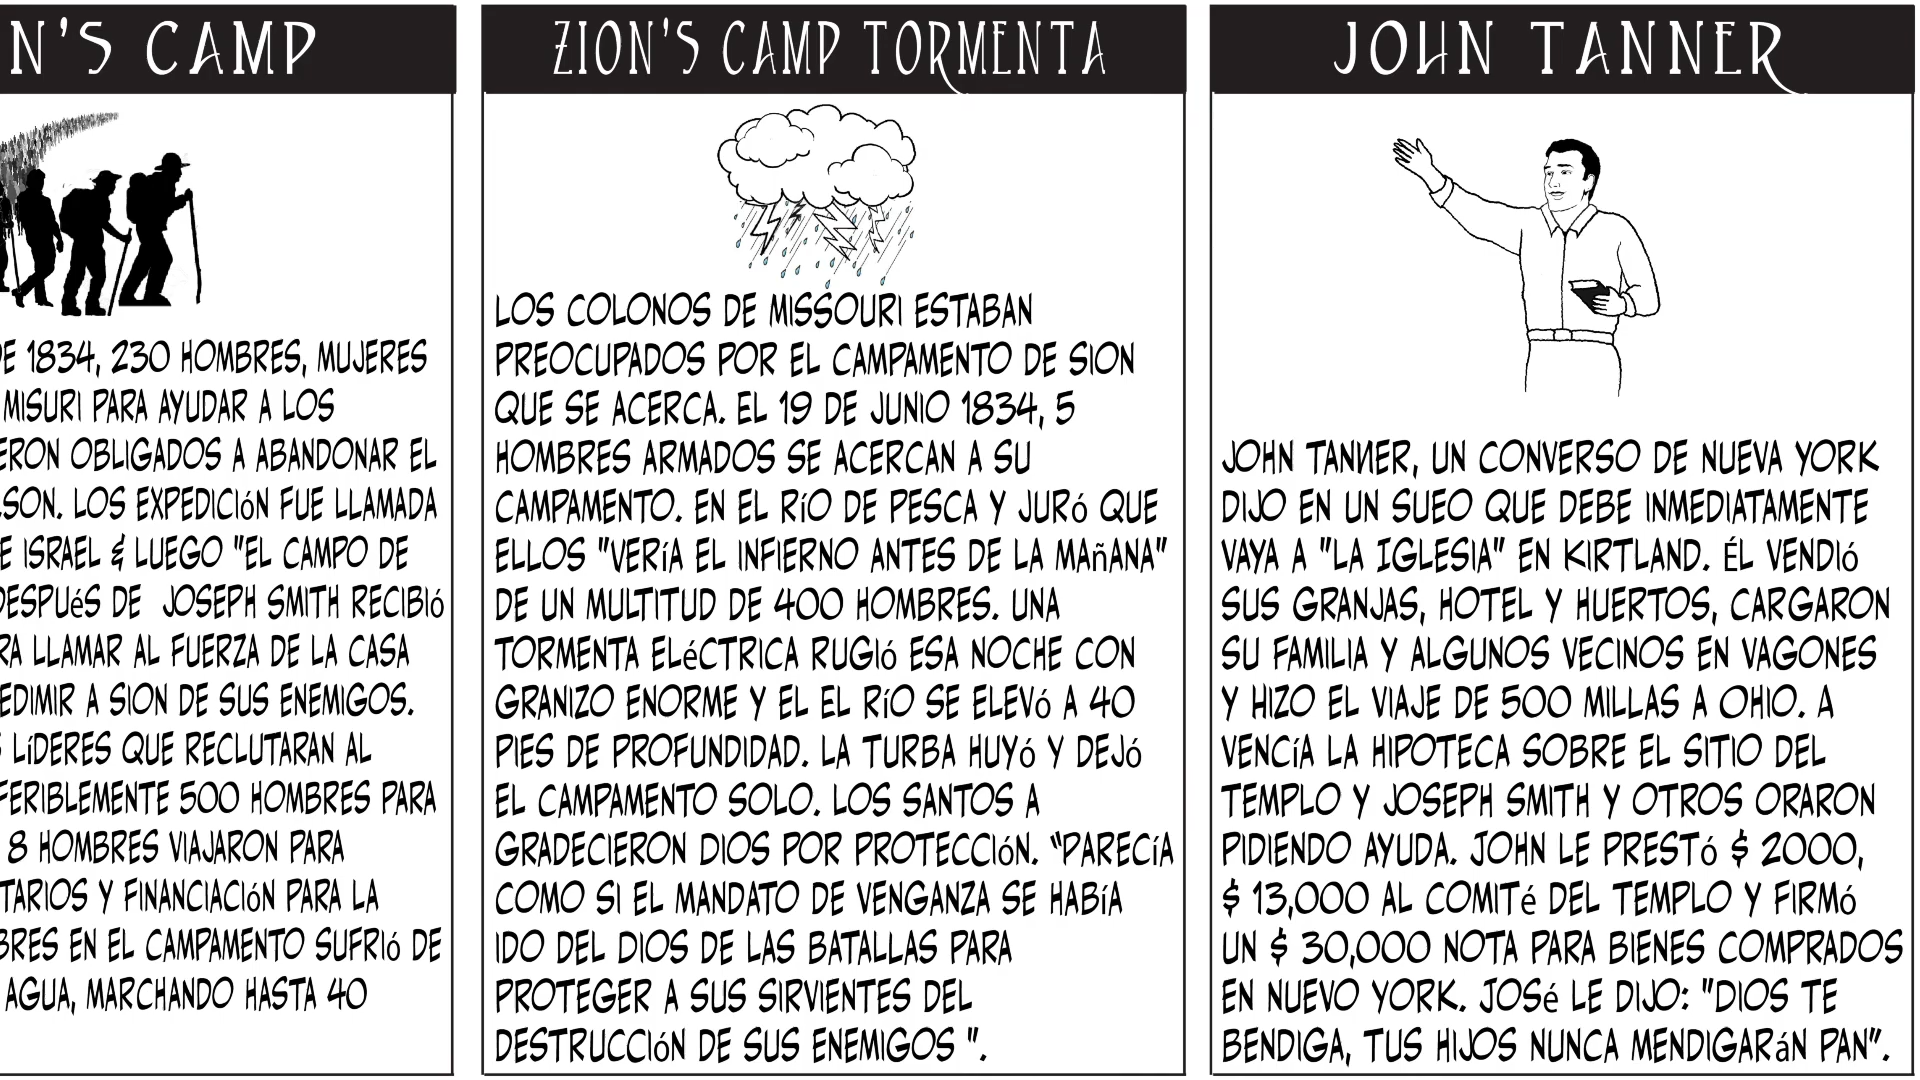 N'S CAMP
DE 1834, 230 HOMBRES, MUJERES
MISURI PARA AYUDAR A LOS
ERON OBLIGADOS A ABANDONAR EL
SON. LOS EXPEDICIÓN FUE LLAMADA
E ISRAEL & LUEGO "EL CAMPO DE
DESPUÉS DE JOSEPH SMITH RECIBIÓ
RA LLAMAR AL FUERZA DE LA CASA
EDIMIR A SION DE SUS ENEMIGOS.
S LÍDERES QUE RECLUTARAN AL
FERIBLEMENTE 500 HOMBRES PARA
8 HOMBRES VIAJARON PARA
TARIOS Y FINANCIACIÓN PARA LA
BRES EN EL CAMPAMENTO SUFRIÓ DE
AGUA, MARCHANDO HASTA 40
ZION'S CAMP TORMENTA
LOS COLONOS DE MISSOURI ESTABAN
PREOCUPADOS POR EL CAMPAMENTO DE SION
QUE SE ACERCA. EL 19 DE JUNIO 1834, 5
HOMBRES ARMADOS SE ACERCAN A SU
CAMPAMENTO. EN EL RÍO DE PESCA Y JURÓ QUE
ELLOS "VERÍA EL INFIERNO ANTES DE LA MAÑANA"
DE UN MULTITUD DE 400 HOMBRES. UNA
TORMENTA ELÉCTRICA RUGIÓ ESA NOCHE CON
GRANIZO ENORME Y EL EL RÍO SE ELEVÓ A 40
PIES DE PROFUNDIDAD. LA TURBA HUYÓ Y DEJÓ
EL CAMPAMENTO SOLO. LOS SANTOS A
GRADECIERON DIOS POR PROTECCIÓN. "PARECÍA
COMO SI EL MANDATO DE VENGANZA SE HABÍA
IDO DEL DIOS DE LAS BATALLAS PARA
PROTEGER A SUS SIRVIENTES DEL
DESTRUCCIÓN DE SUS ENEMIGOS ".
JOHN TANNER
JOHN TANNER, UN CONVERSO DE NUEVA YORK
DIJO EN UN SUEO QUE DEBE INMEDIATAMENTE
VAYA A "LA IGLESIA" EN KIRTLAND. ÉL VENDIÓ
SUS GRANJAS, HOTEL Y HUERTOS, CARGARON
SU FAMILIA Y ALGUNOS VECINOS EN VAGONES
Y HIZO EL VIAJE DE 500 MILLAS A OHIO. A
VENCÍA LA HIPOTECA SOBRE EL SITIO DEL
TEMPLO Y JOSEPH SMITH Y OTROS ORARON
PIDIENDO AYUDA. JOHN LE PRESTÓ $ 2000,
$ 13,000 AL COMITÉ DEL TEMPLO Y FIRMÓ
UN $ 30,000 NOTA PARA BIENES COMPRADOS
EN NUEVO YORK. JOSÉ LE DIJO: "DIOS TE
BENDIGA, TUS HIJOS NUNCA MENDIGARÁN PAN".